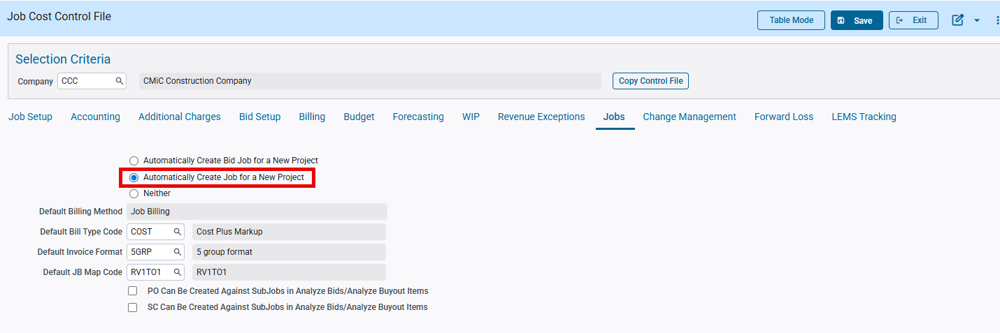 Job Cost Control File
Table Mode Save Exit
Selection Criteria
Company CCC CMiC Construction Company Copy Control File
Job Setup Accounting Additional Charges Bid Setup Billing Budget Forecasting WIP Revenue Exceptions Jobs Change Management Forward Loss LEMS Tracking
Automatically Create Bid Job for a New Project
Automatically Create Job for a New Project
Neither
Default Billing Method Job Billing
Default Bill Type Code COST Cost Plus Markup
Default Invoice Format 5GRP 5 group format
Default JB Map Code RV1TO1 RV1TO1
PO Can Be Created Against SubJobs in Analyze Bids/Analyze Buyout Items
SC Can Be Created Against SubJobs in Analyze Bids/Analyze Buyout Items